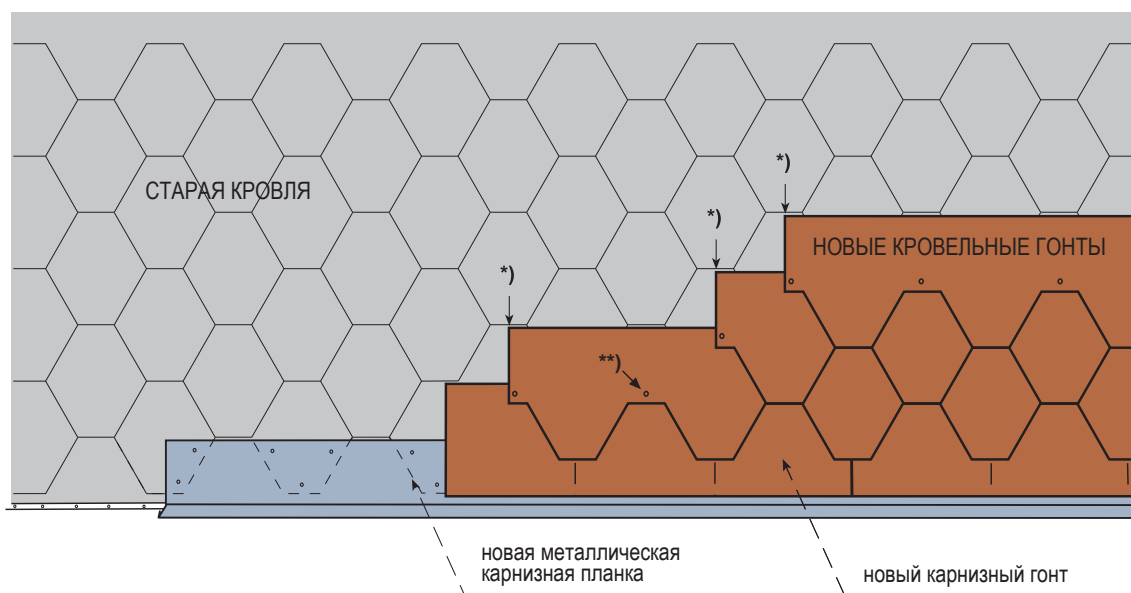 *)
СТАРАЯ КРОВЛЯ
*)
НОВЫЕ КРОВЕЛЬНЫЕ ГОНТЫ
*)
**)
новая металлическая
карнизная планка
новый карнизный гонт